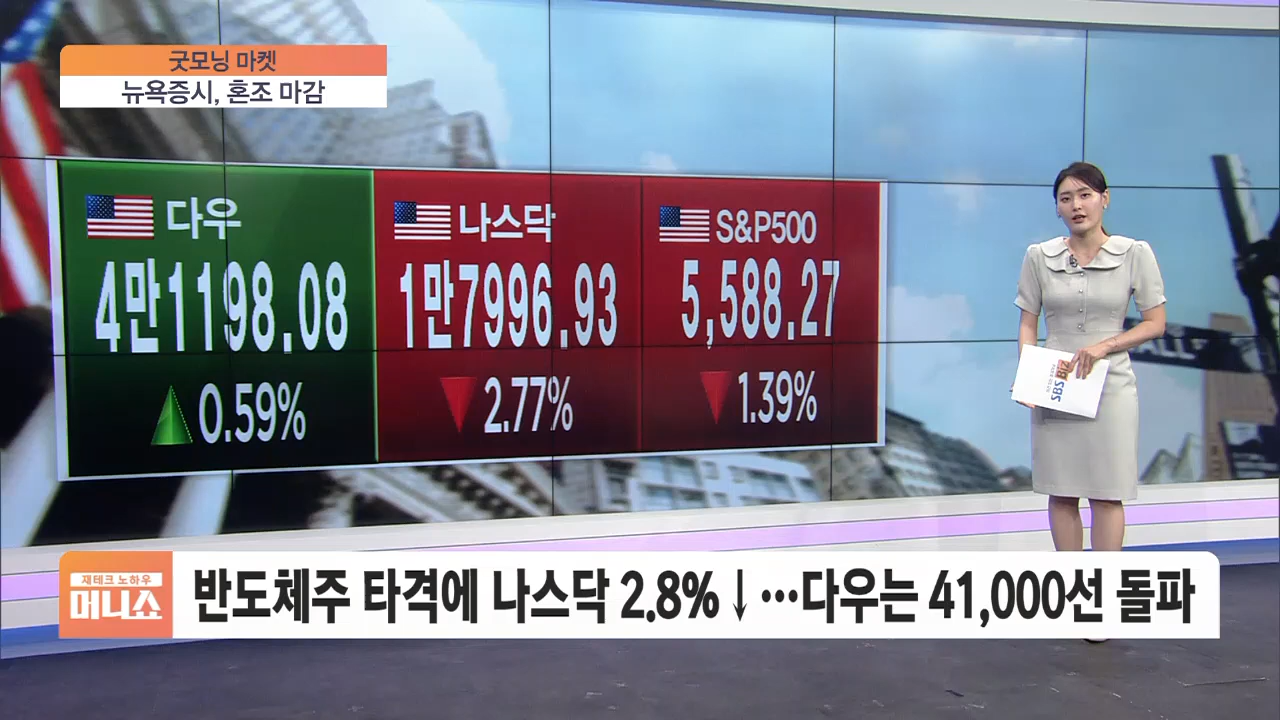 굿모닝 마켓
뉴욕증시, 혼조 마감
다우
4만1198.08
▲ 0.59%
나스닥
1만7996.93
▼ 2.77%
S&P500
5,588.27
▼ 1.39%
SBS Biz
재테크 노하우
머니쇼
반도체주 타격에 나스닥 2.8%↓…다우는 41,000선 돌파